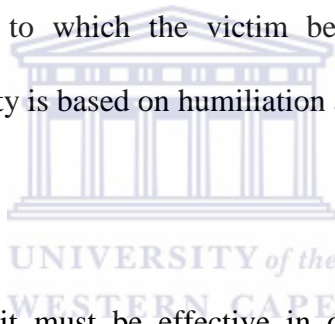 to which the victim be
ty is based on humiliation
UNIVERSITY of the
it must be effective in
WESTERN CAPE